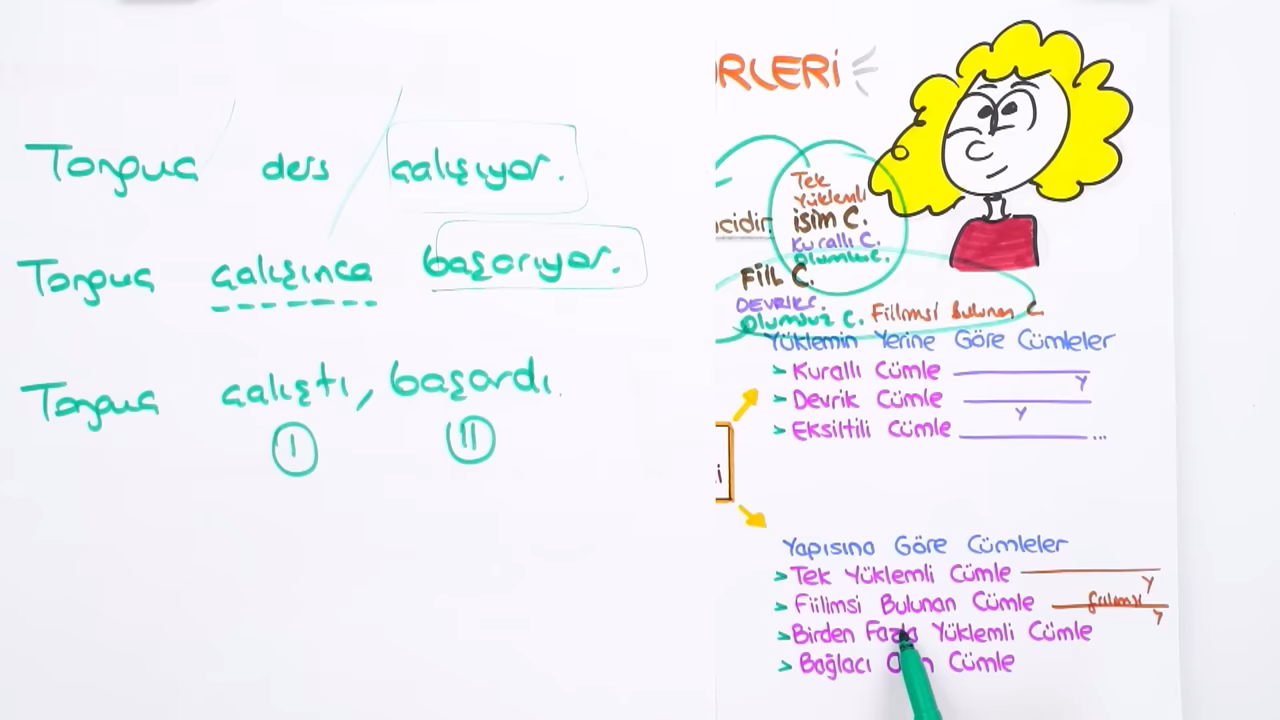 Tonguç ders çalışıyor.
Tonguç çalışınca başarıyor.
Tonguç çalıştı, başardı.
I II
RLERİ
Tek
Yüklemli
icidir. İsim C.
Kurallı C.
Olumlu C.
Fiil C.
DEVRİK C.
Olumsuz C. Fiilimsi Bulunan C.
Yüklemin Yerine Göre Cümleler
> Kurallı Cümle
Y
> Devrik Cümle
Y
> Eksiltili Cümle ...
i
Yapısına Göre Cümleler
> Tek Yüklemli Cümle
Y
> Fiilimsi Bulunan Cümle fiilimsi
Y
> Birden Fazla Yüklemli Cümle
> Bağlacı Olan Cümle